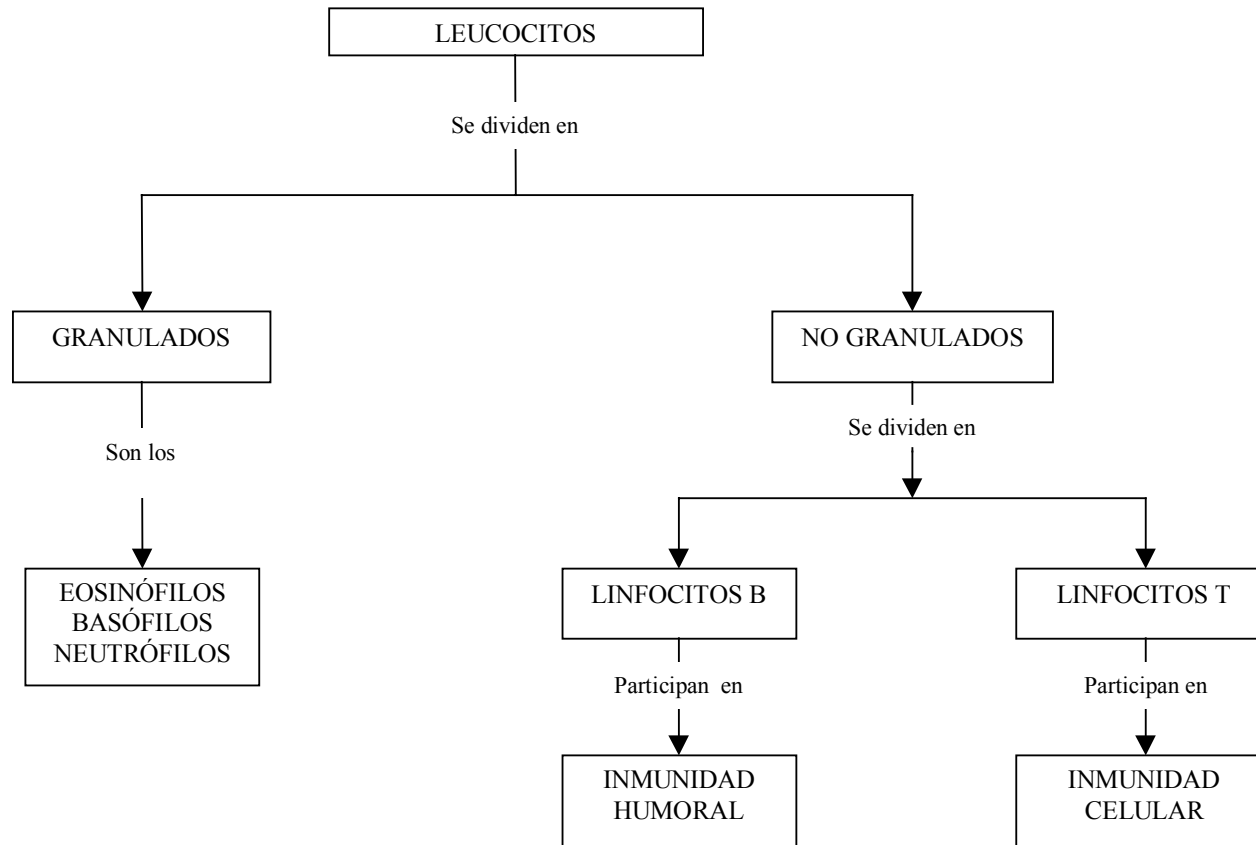 LEUCOCITOS
Se dividen en
GRANULADOS
NO GRANULADOS
Son los
Se dividen en
EOSINÓFILOS
BASÓFILOS
NEUTRÓFILOS
LINFOCITOS B
LINFOCITOS T
Participan en
Participan en
INMUNIDAD
HUMORAL
INMUNIDAD
CELULAR